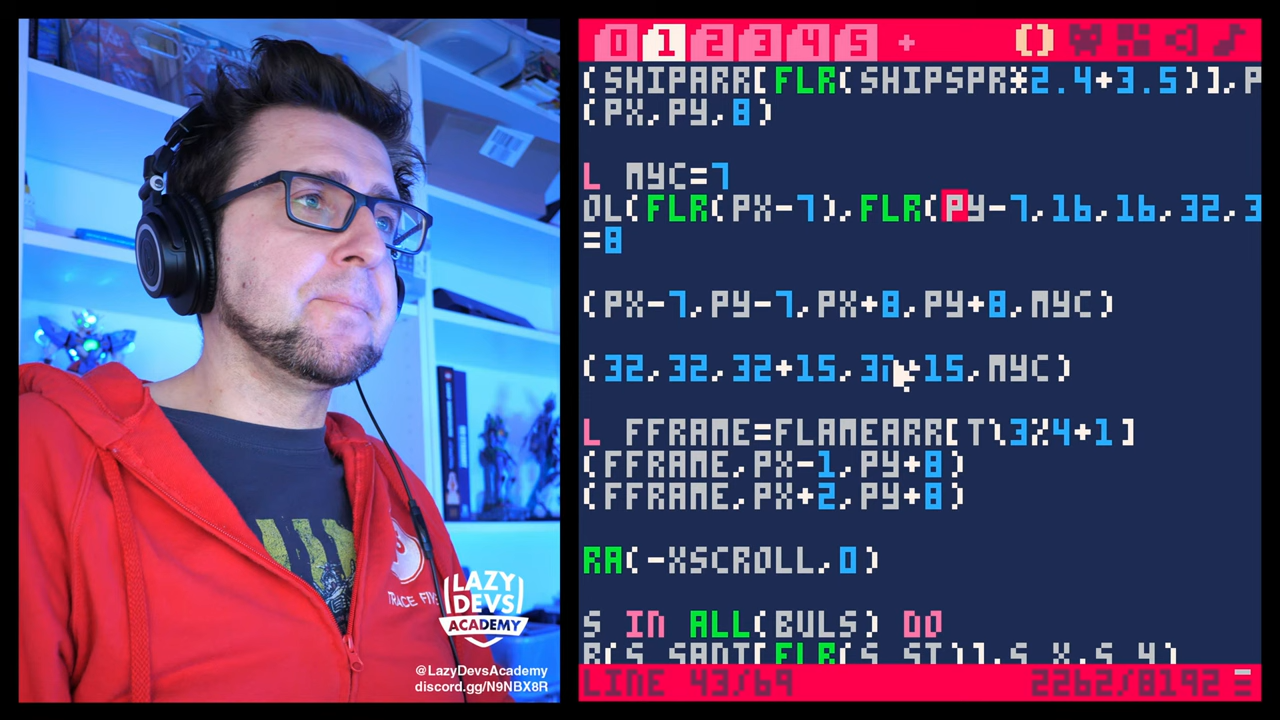 0 1 2 3 4 5 +
(SHIPARR[FLR(SHIPSPR*2.4+3.5)],P
(PX,PY,8)
L MYC=7
OL(FLR(PX-7),FLR(PY-7,16,16,32,3
=8
(PX-7,PY-7,PX+8,PY+8,MYC)
(32,32,32+15,32+15,MYC)
L FFRAME=FLAMEARR[T\3%4+1]
(FFRAME,PX-1,PY+8)
(FFRAME,PX+2,PY+8)
RA(-XSCROLL,0)
S IN ALL(BULS) DO
LINE 43/69
2262/8192
TRACE FIVE
LAZY
DEVS
ACADEMY
@LazyDevsAcademy
discord.gg/N9NBX8R